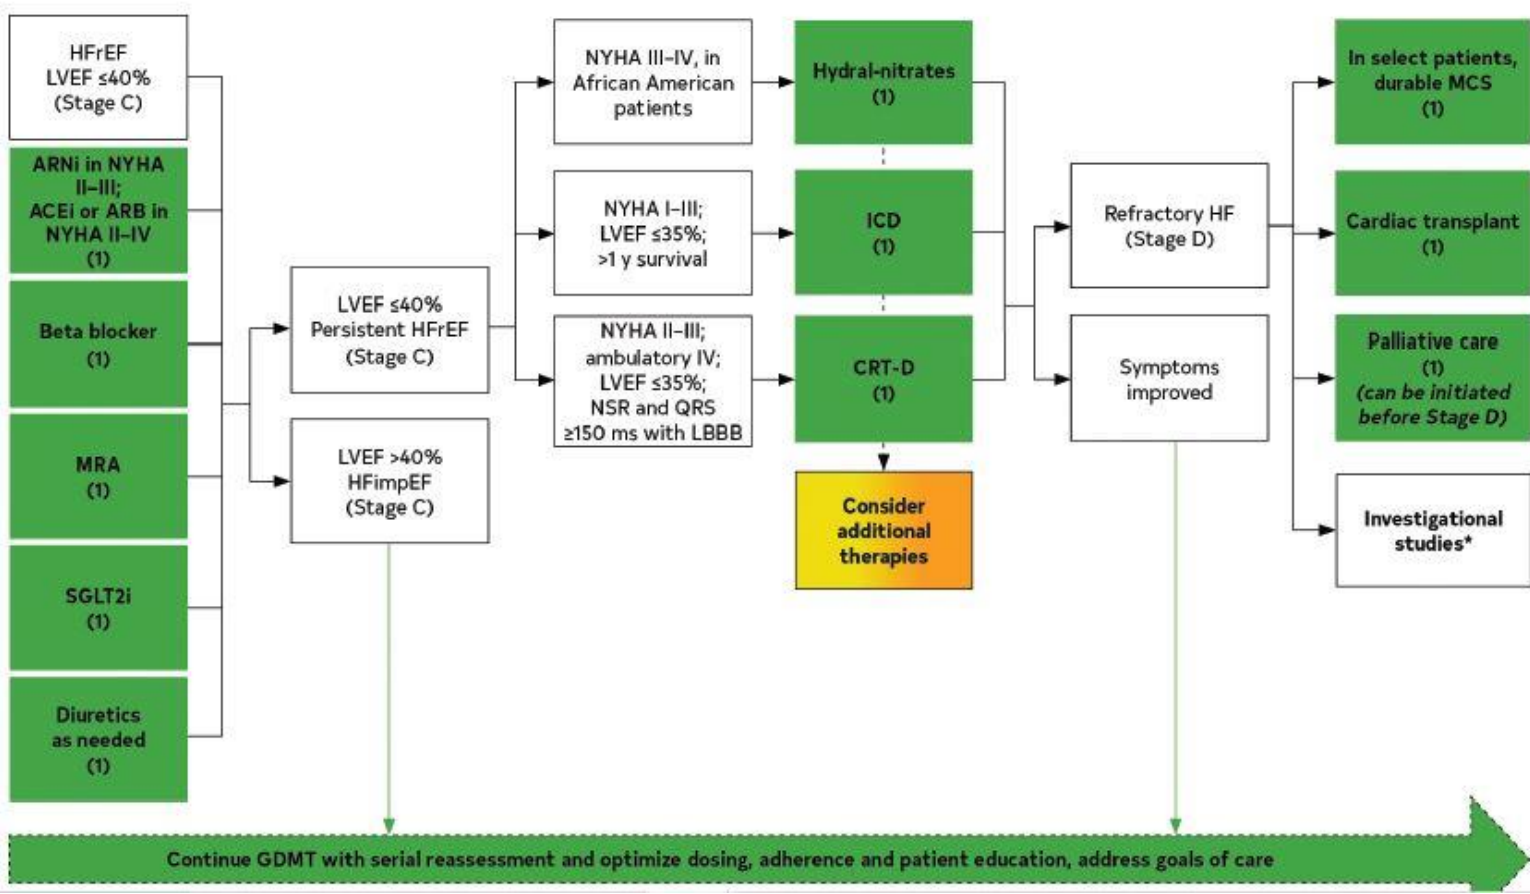 HFrEF
LVEF ≤40%
(Stage C)
ARNi in NYHA
II–III;
ACEi or ARB in
NYHA II–IV
(1)
Beta blocker
(1)
MRA
(1)
SGLT2i
(1)
Diuretics
as needed
(1)
LVEF ≤40%
Persistent HFrEF
(Stage C)
LVEF >40%
HFimpEF
(Stage C)
NYHA III–IV, in
African American
patients
NYHA I–III;
LVEF ≤35%;
>1 y survival
NYHA II–III;
ambulatory IV;
LVEF ≤35%;
NSR and QRS
≥150 ms with LBBB
Hydral-nitrates
(1)
ICD
(1)
CRT-D
(1)
Consider
additional
therapies
Refractory HF
(Stage D)
Symptoms
improved
In select patients,
durable MCS
(1)
Cardiac transplant
(1)
Palliative care
(1)
(can be initiated
before Stage D)
Investigational
studies*
Continue GDMT with serial reassessment and optimize dosing, adherence and patient education, address goals of care